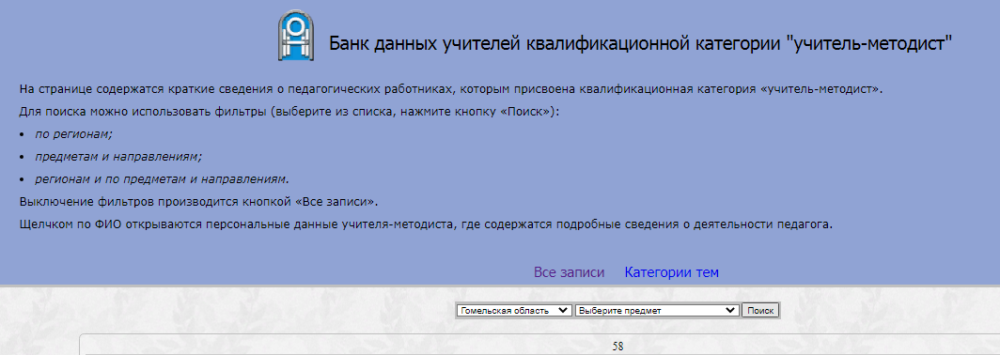 Банк данных учителей квалификационной категории "учитель-методист"
На странице содержатся краткие сведения о педагогических работниках, которым присвоена квалификационная категория «учитель-методист».
Для поиска можно использовать фильтры (выберите из списка, нажмите кнопку «Поиск»):
• по регионам;
• предметам и направлениям;
• регионам и по предметам и направлениям.
Выключение фильтров производится кнопкой «Все записи».
Щелчком по ФИО открываются персональные данные учителя-методиста, где содержатся подробные сведения о деятельности педагога.
Все записи Категории тем
Гомельская область Выберите предмет Поиск
58